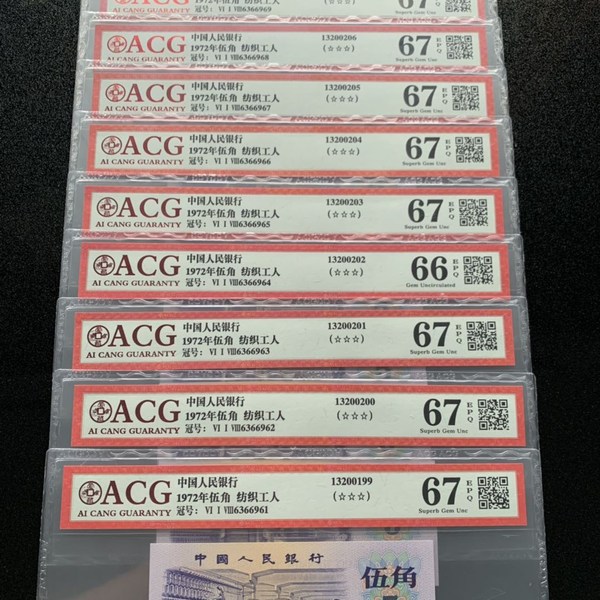 ACG
AI CANG GUARANTY
1972年伍角 纺织工人
冠号: VI I VIII6366969
(☆☆☆)
67
Superb Gem Unc
ACG
AI CANG GUARANTY
中国人民银行
1972年伍角 纺织工人
冠号: VI I VIII6366968
13200206
(☆☆☆)
67
EPQ
Superb Gem Unc
ACG
AI CANG GUARANTY
中国人民银行
1972年伍角 纺织工人
冠号: VI I VIII6366967
13200205
(☆☆☆)
67
EPQ
Superb Gem Unc
ACG
AI CANG GUARANTY
中国人民银行
1972年伍角 纺织工人
冠号: VI I VIII6366966
13200204
(☆☆☆)
67
EPQ
Superb Gem Unc
ACG
AI CANG GUARANTY
中国人民银行
1972年伍角 纺织工人
冠号: VI I VIII6366965
13200203
(☆☆☆)
67
EPQ
Superb Gem Unc
ACG
AI CANG GUARANTY
中国人民银行
1972年伍角 纺织工人
冠号: VI I VIII6366964
13200202
(☆☆☆)
66
EPQ
Gem Uncirculated
ACG
AI CANG GUARANTY
中国人民银行
1972年伍角 纺织工人
冠号: VI I VIII6366963
13200201
(☆☆☆)
67
EPQ
Superb Gem Unc
ACG
AI CANG GUARANTY
中国人民银行
1972年伍角 纺织工人
冠号: VI I VIII6366962
13200200
(☆☆☆)
67
EPQ
Superb Gem Unc
ACG
AI CANG GUARANTY
中国人民银行
1972年伍角 纺织工人
冠号: VI I VIII6366961
13200199
(☆☆☆)
67
EPQ
Superb Gem Unc
中國人民銀行
伍角